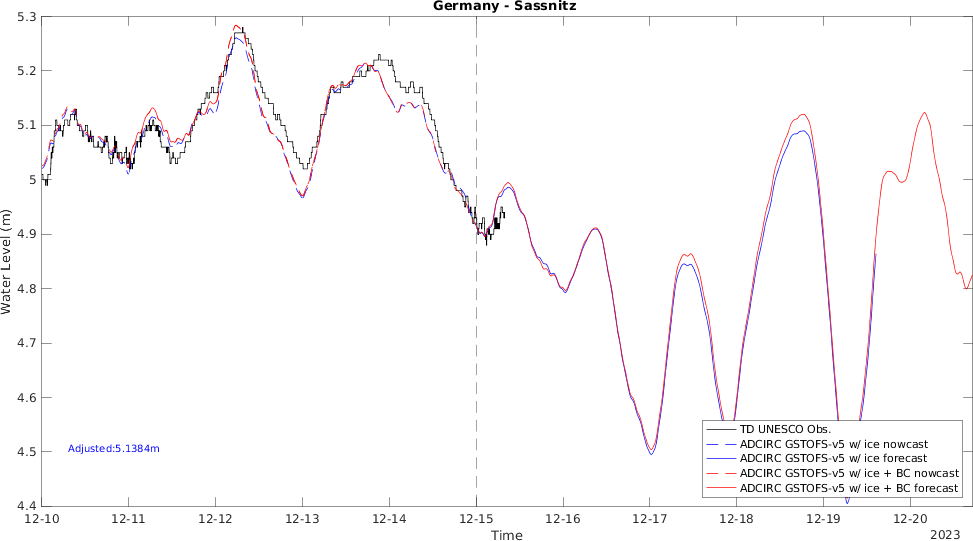 Germany - Sassnitz
5.3
5.2
5.1
5
4.9
4.8
4.7
4.6
4.5
4.4
Water Level (m)
Adjusted:5.1384m
TD UNESCO Obs.
ADCIRC GSTOFS-v5 w/ ice nowcast
ADCIRC GSTOFS-v5 w/ ice forecast
ADCIRC GSTOFS-v5 w/ ice + BC nowcast
ADCIRC GSTOFS-v5 w/ ice + BC forecast
12-10 12-11 12-12 12-13 12-14 12-15 12-16 12-17 12-18 12-19 12-20
Time
2023